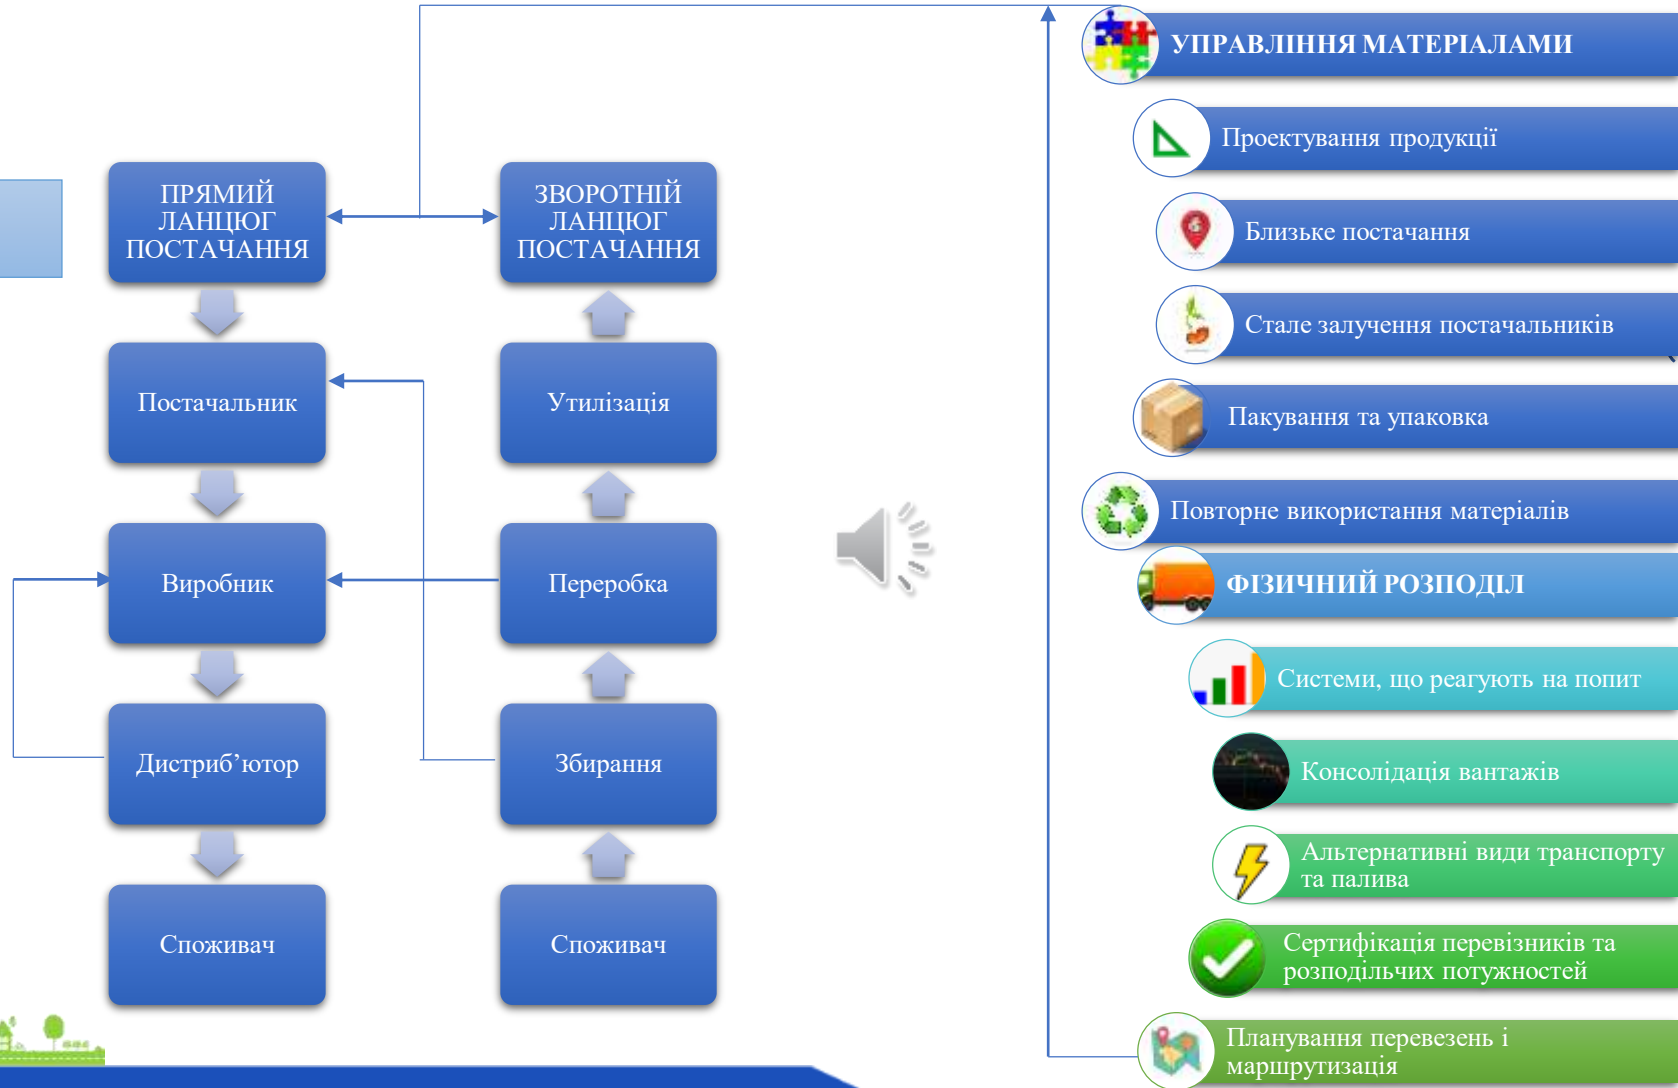 ПРЯМИЙ
ЛАНЦЮГ
ПОСТАЧАННЯ
Постачальник
Виробник
Дистриб’ютор
Споживач
ЗВОРОТНІЙ
ЛАНЦЮГ
ПОСТАЧАННЯ
Утилізація
Переробка
Збирання
Споживач
УПРАВЛІННЯ МАТЕРІАЛАМИ
Проектування продукції
Близьке постачання
Стале залучення постачальників
Пакування та упаковка
Повторне використання матеріалів
ФІЗИЧНИЙ РОЗПОДІЛ
Системи, що реагують на попит
Консолідація вантажів
Альтернативні види транспорту
та палива
Сертифікація перевізників та
розподільчих потужностей
Планування перевезень і
маршрутизація